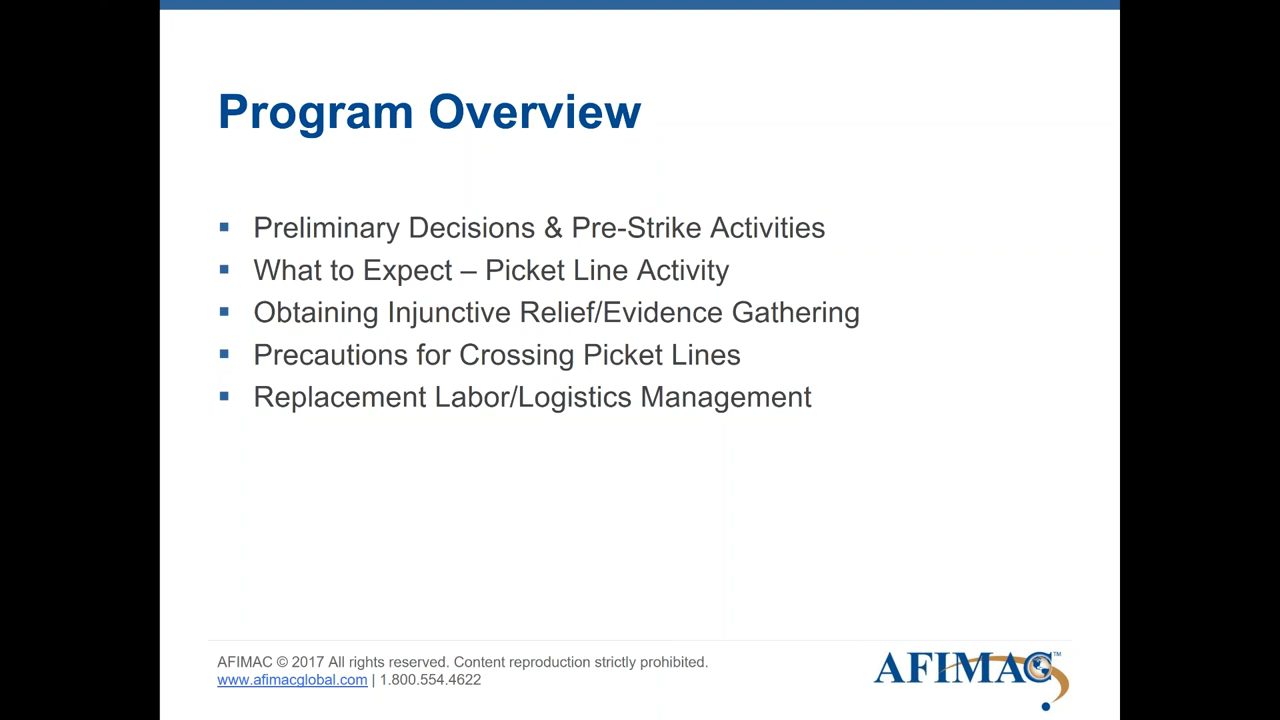 Program Overview
▪ Preliminary Decisions & Pre-Strike Activities
▪ What to Expect – Picket Line Activity
▪ Obtaining Injunctive Relief/Evidence Gathering
▪ Precautions for Crossing Picket Lines
▪ Replacement Labor/Logistics Management
AFIMAC © 2017 All rights reserved. Content reproduction strictly prohibited.
www.afimacglobal.com | 1.800.554.4622
AFIMAC™